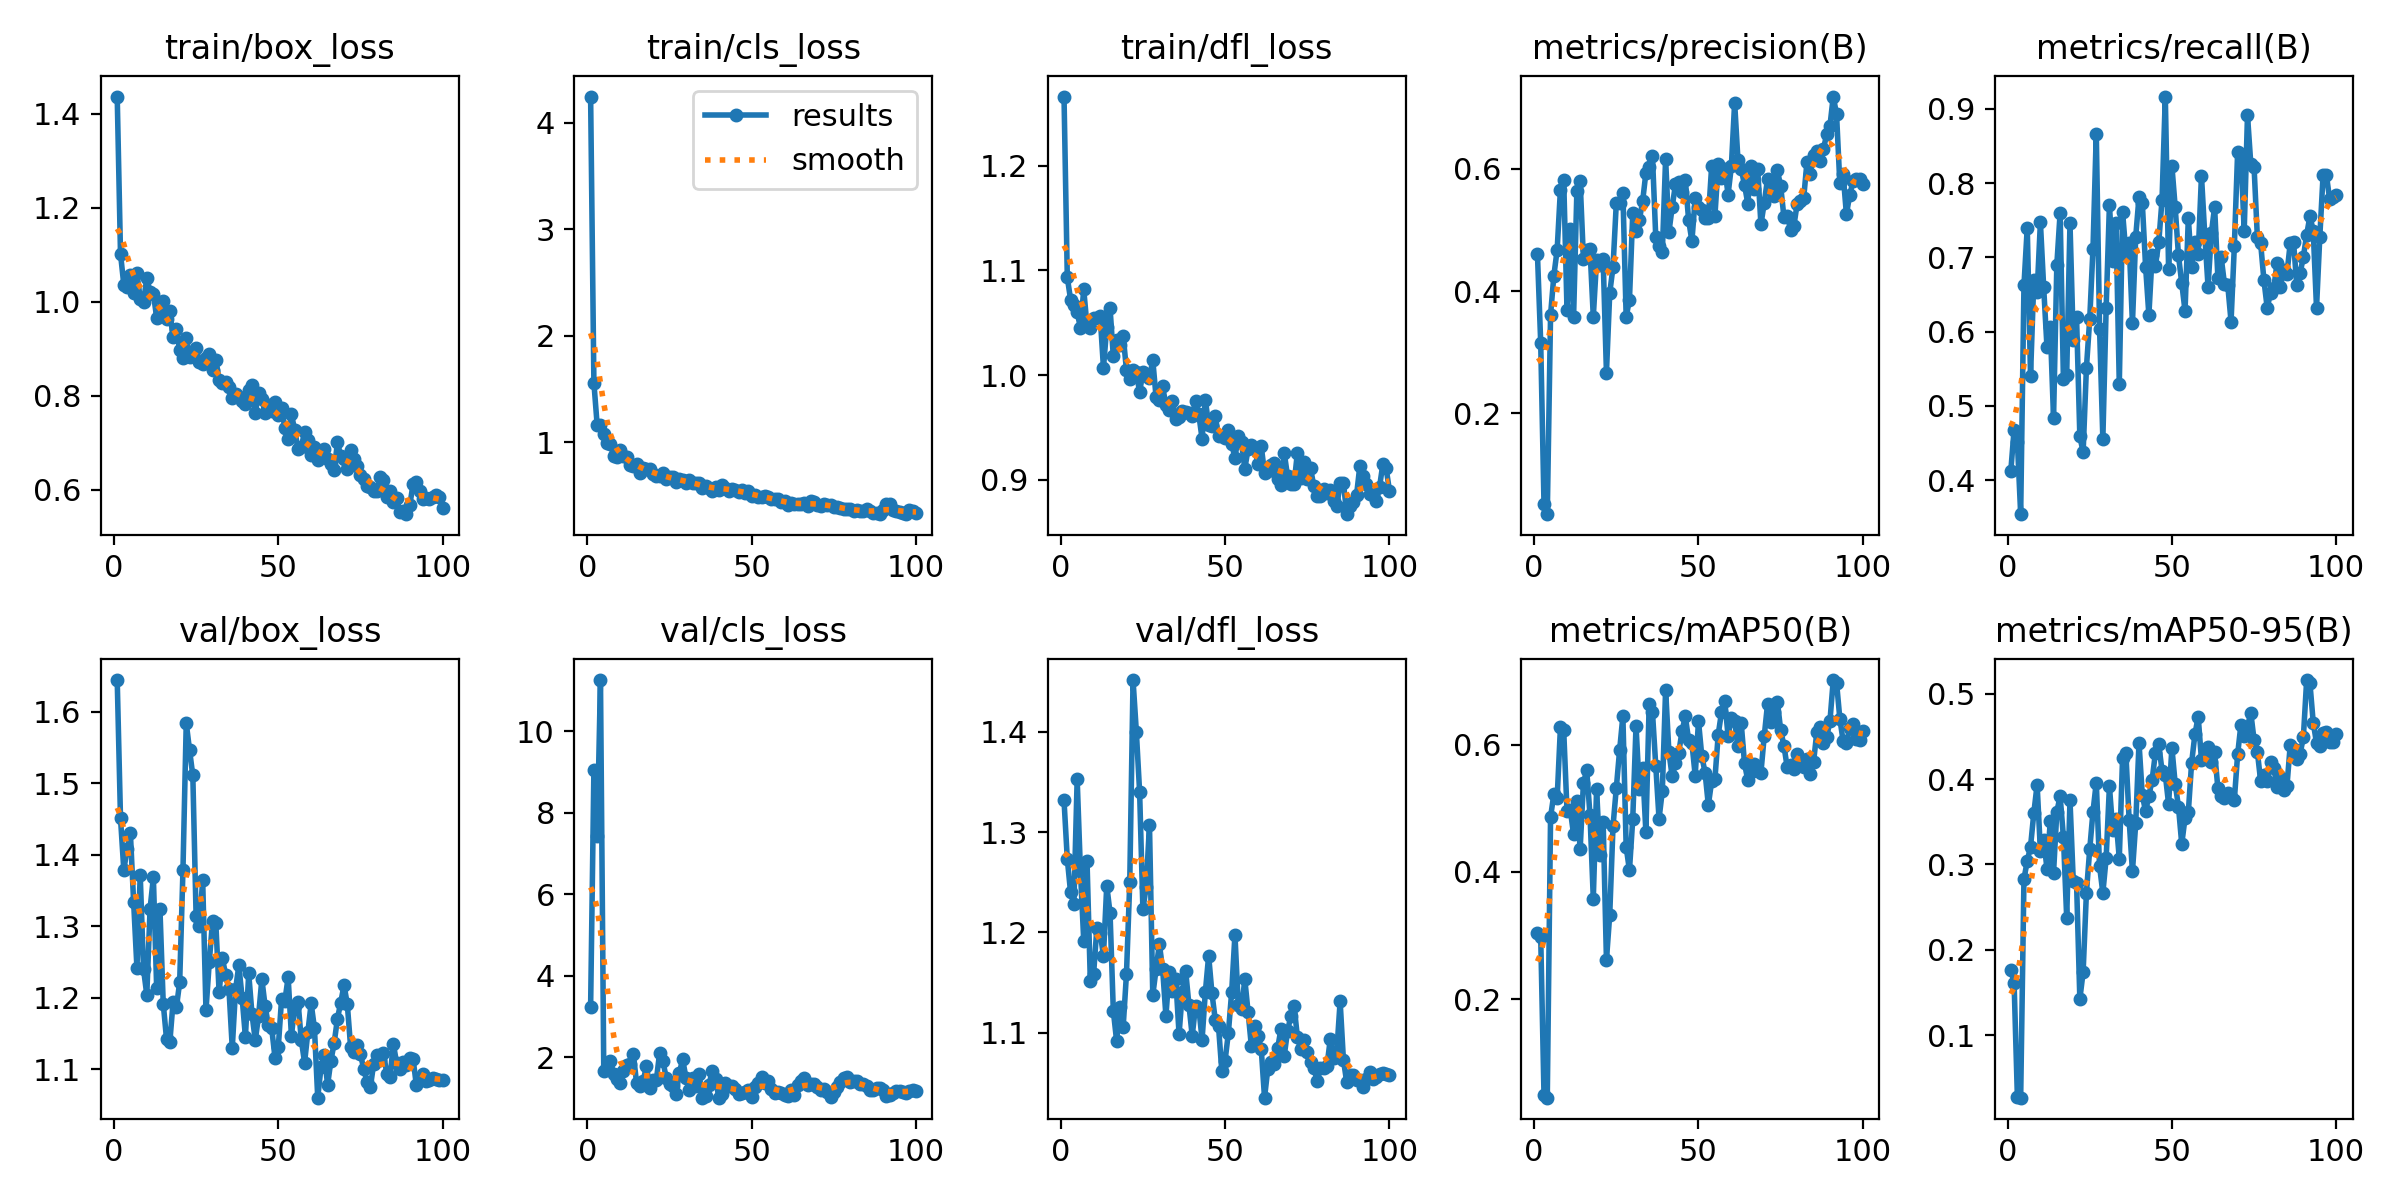 train/box_loss
1.4
1.2
1.0
0.8
0.6
0 50 100
train/cls_loss
results
smooth
4
3
2
1
0 50 100
train/dfl_loss
1.2
1.1
1.0
0.9
0 50 100
metrics/precision(B)
0.6
0.4
0.2
0 50 100
metrics/recall(B)
0.9
0.8
0.7
0.6
0.5
0.4
0 50 100
val/box_loss
1.6
1.5
1.4
1.3
1.2
1.1
0 50 100
val/cls_loss
10
8
6
4
2
0 50 100
val/dfl_loss
1.4
1.3
1.2
1.1
0 50 100
metrics/mAP50(B)
0.6
0.4
0.2
0 50 100
metrics/mAP50-95(B)
0.5
0.4
0.3
0.2
0.1
0 50 100